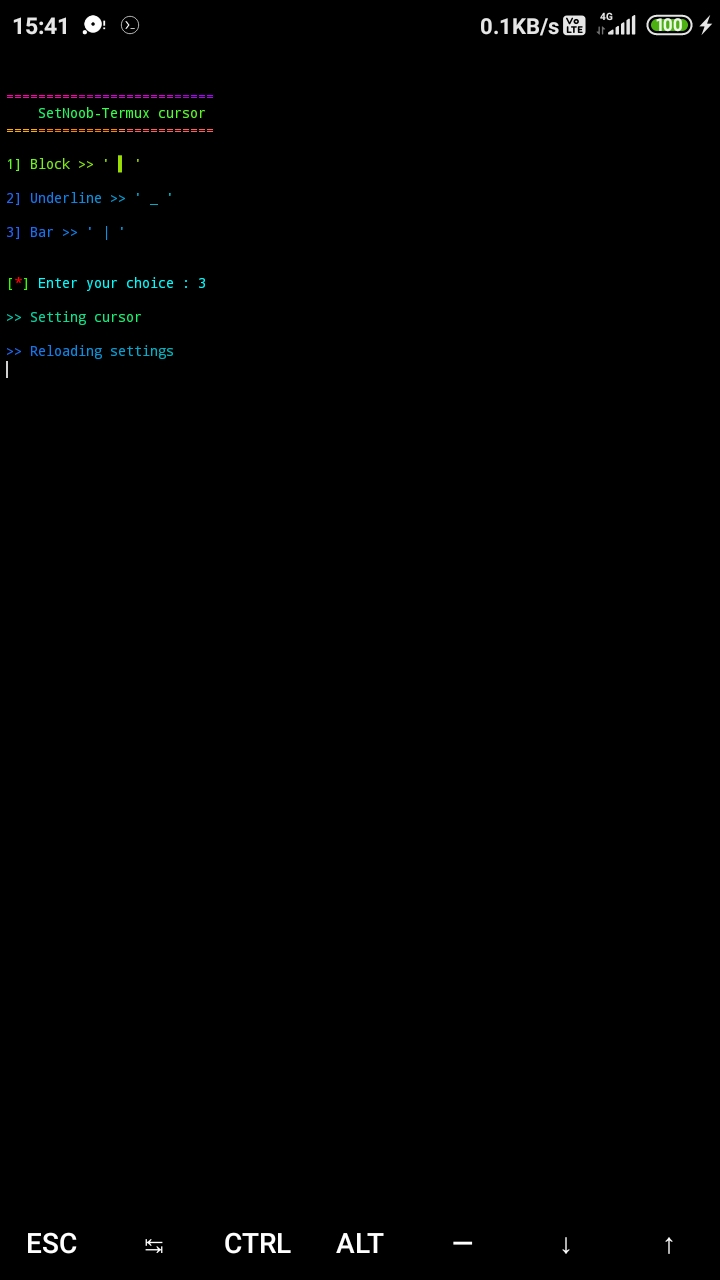 15:41 0.1KB/s Vo LTE 4G 100
==========================
SetNoob-Termux cursor
==========================
1] Block >> ' ▌ '
2] Underline >> ' _ '
3] Bar >> ' | '
[*] Enter your choice : 3
>> Setting cursor
>> Reloading settings
ESC ↹ CTRL ALT — ↓ ↑